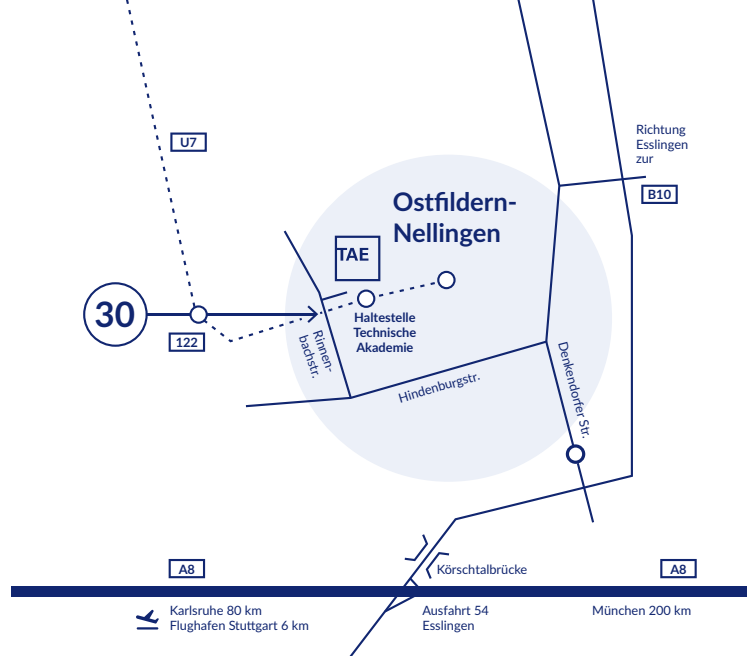 U7
Richtung
Esslingen
zur
B10
Ostfildern-
Nellingen
TAE
30
122
Haltestelle
Technische
Akademie
Rinnen-
bachstr.
Hindenburgstr.
Denkendorfer Str.
Körschtalbrücke
A8
A8
Karlsruhe 80 km
Flughafen Stuttgart 6 km
Ausfahrt 54
Esslingen
München 200 km